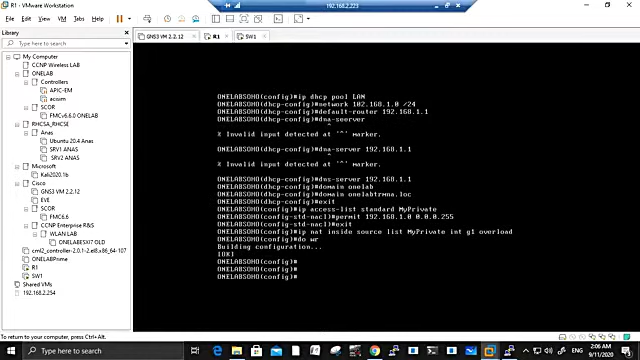 R1 - VMware Workstation
192.168.2.223
File Edit View VM Tabs Help
Library
Type here to search
My Computer
CCNP Wireless LAB
ONELAB
Controllers
APIC-EM
acsvm
SCOR
FMCv6.6.0 ONELAB
RHCSA_RHCSE
Anas
Ubuntu 20.4 Anas
SRV1 ANAS
SRV2 ANAS
Microsoft
Kali2020.1b
Cisco
GNS3 VM 2.2.12
EVE
SCOR
FMC6.6
CCNP Enterprise R&S
WLAN LAB
ONELABESXI7 OLD
cml2_controller-2.0.1-2.el8.x86_64-107
ONELABPnme
R1
SW1
Shared VMs
192.168.2.254
GNS3 VM 2.2.12
R1
SW1
ONELABSOHO(config)#ip dhcp pool LAN
ONELABSOHO(dhcp-config)#network 102.168.1.0 /24
ONELABSOHO(dhcp-config)#default-router 192.168.1.1
ONELABSOHO(dhcp-config)#dna-seerver
^
% Invalid input detected at '^' marker.
ONELABSOHO(dhcp-config)#dna-server 192.168.1.1
^
% Invalid input detected at '^' marker.
ONELABSOHO(dhcp-config)#dns-server 192.168.1.1
ONELABSOHO(dhcp-config)#domain onelab
ONELABSOHO(dhcp-config)#domain onelabtrmna.loc
ONELABSOHO(dhcp-config)#exit
ONELABSOHO(config)#ip access-list standard MyPrivate
ONELABSOHO(config-std-nacl)#permit 192.168.1.0 0.0.0.255
ONELABSOHO(config-std-nacl)#exit
ONELABSOHO(config)#ip nat inside source list MyPrivate int g1 overload
ONELABSOHO(config)#do wr
Building configuration...
[OK]
ONELABSOHO(config)#
ONELABSOHO(config)#
ONELABSOHO(config)#
To return to your computer, press Ctrl+Alt.
Type here to search
ENG
2:06 AM
9/11/2020